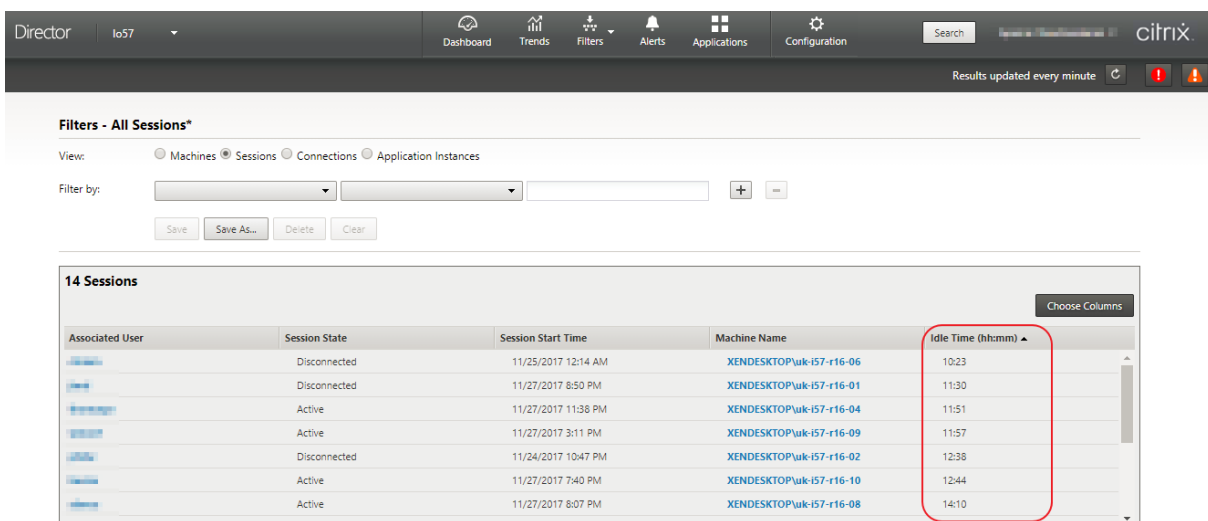 Director lo57 Dashboard Trends Filters Alerts Applications Configuration Search citrix
Results updated every minute
Filters - All Sessions*
View: Machines Sessions Connections Application Instances
Filter by: + -
Save Save As... Delete Clear
14 Sessions
Choose Columns
Associated User Session State Session Start Time Machine Name Idle Time (hh:mm)
Disconnected 11/25/2017 12:14 AM XENDESKTOP\uk-i57-r16-06 10:23
Disconnected 11/27/2017 8:50 PM XENDESKTOP\uk-i57-r16-01 11:30
Active 11/27/2017 11:38 PM XENDESKTOP\uk-i57-r16-04 11:51
Active 11/27/2017 3:11 PM XENDESKTOP\uk-i57-r16-09 11:57
Disconnected 11/24/2017 10:47 PM XENDESKTOP\uk-i57-r16-02 12:38
Active 11/27/2017 7:40 PM XENDESKTOP\uk-i57-r16-10 12:44
Active 11/27/2017 8:07 PM XENDESKTOP\uk-i57-r16-08 14:10